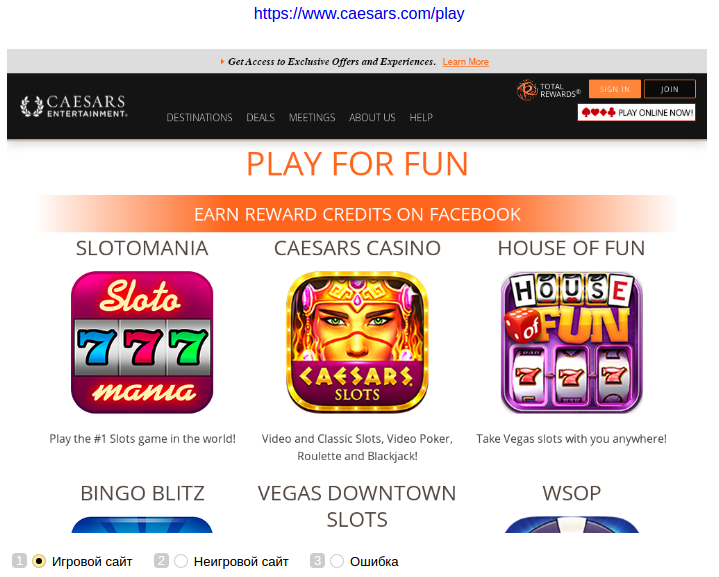 https://www.caesars.com/play
Get Access to Exclusive Offers and Experiences. Learn More
CAESARS
ENTERTAINMENT.
DESTINATIONS DEALS MEETINGS ABOUT US HELP
TOTAL
REWARDS®
SIGN IN JOIN
PLAY ONLINE NOW!
PLAY FOR FUN
EARN REWARD CREDITS ON FACEBOOK
SLOTOMANIA CAESARS CASINO HOUSE OF FUN
Sloto
777
mania
CAESARS
SLOTS
HOUSE
of FUN
777
Play the #1 Slots game in the world!
Video and Classic Slots, Video Poker,
Roulette and Blackjack!
Take Vegas slots with you anywhere!
BINGO BLITZ VEGAS DOWNTOWN
SLOTS
WSOP
1 Игровой сайт 2 Неигровой сайт 3 Ошибка